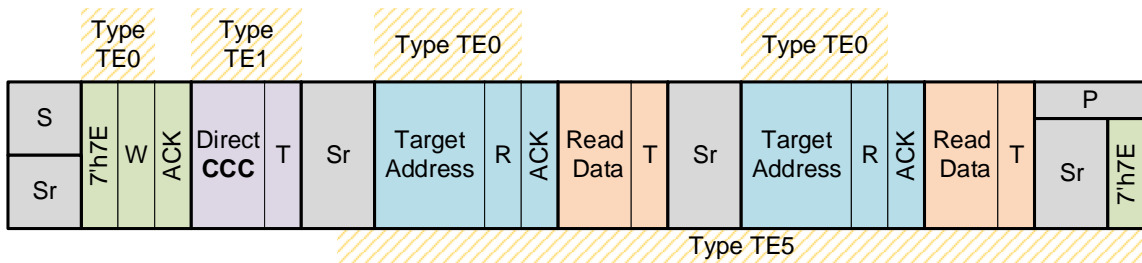 Type
TE0
Type
TE1
Type TE0
Type TE0
S
Sr
7'h7E
W
ACK
Direct
CCC
T
Sr
Target
Address
R
ACK
Read
Data
T
Sr
Target
Address
R
ACK
Read
Data
T
P
Sr
7'h7E
Type TE5